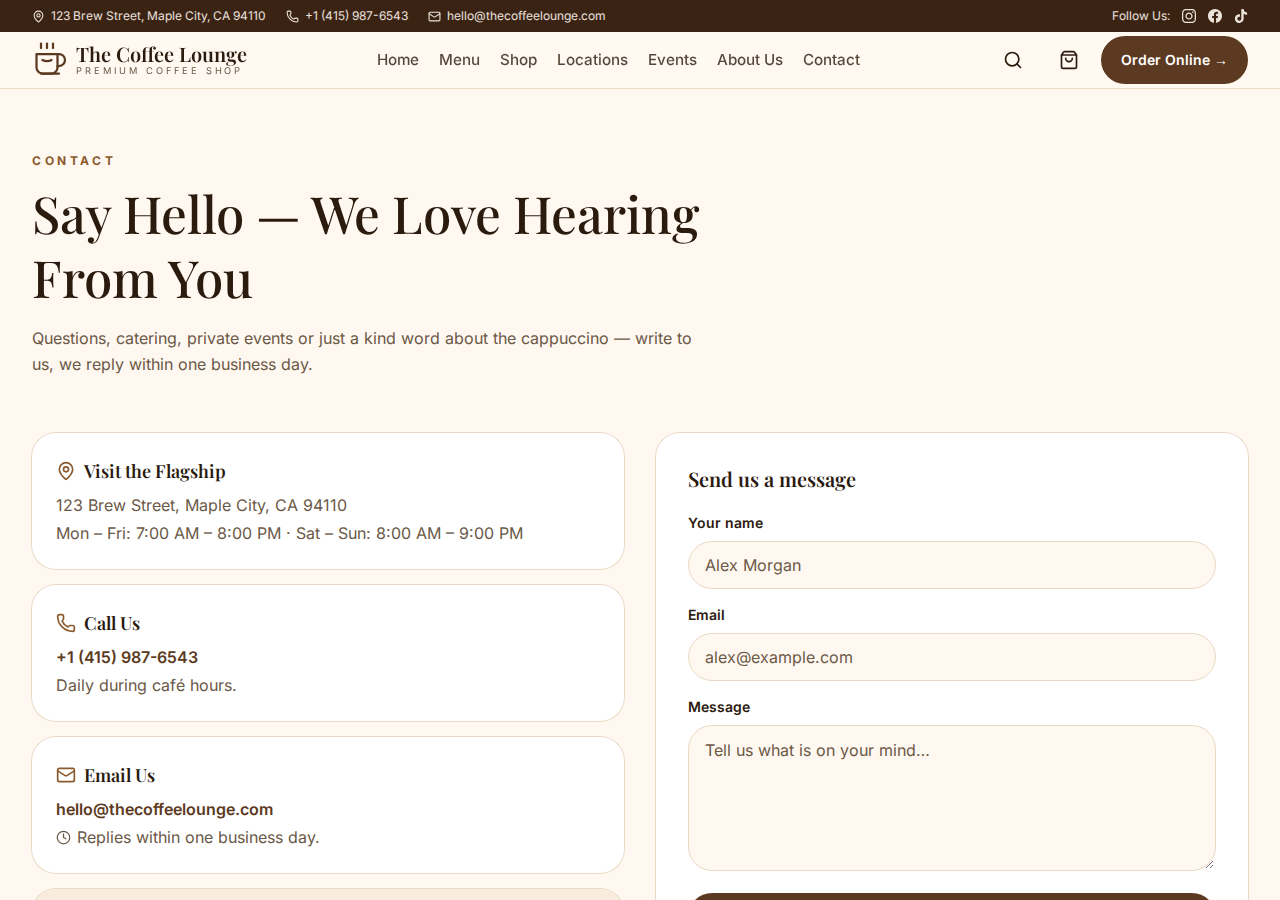 123 Brew Street, Maple City, CA 94110
+1 (415) 987-6543
hello@thecoffeelounge.com
Follow Us:
The Coffee Lounge
PREMIUM COFFEE SHOP
Home
Menu
Shop
Locations
Events
About Us
Contact
Order Online →
CONTACT
Say Hello — We Love Hearing
From You
Questions, catering, private events or just a kind word about the cappuccino — write to
us, we reply within one business day.
Visit the Flagship
123 Brew Street, Maple City, CA 94110
Mon – Fri: 7:00 AM – 8:00 PM · Sat – Sun: 8:00 AM – 9:00 PM
Call Us
+1 (415) 987-6543
Daily during café hours.
Email Us
hello@thecoffeelounge.com
Replies within one business day.
Send us a message
Your name
Alex Morgan
Email
alex@example.com
Message
Tell us what is on your mind...